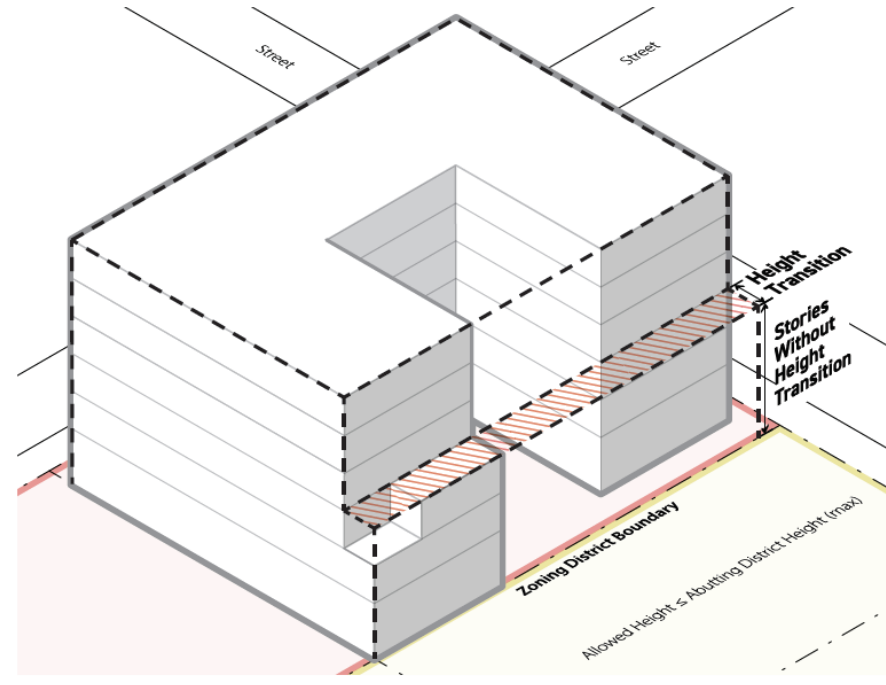 Street
Street
Height
Transition
Stories
Without
Height
Transition
Zoning District Boundary
Allowed Height ≤ Abutting District Height (max)